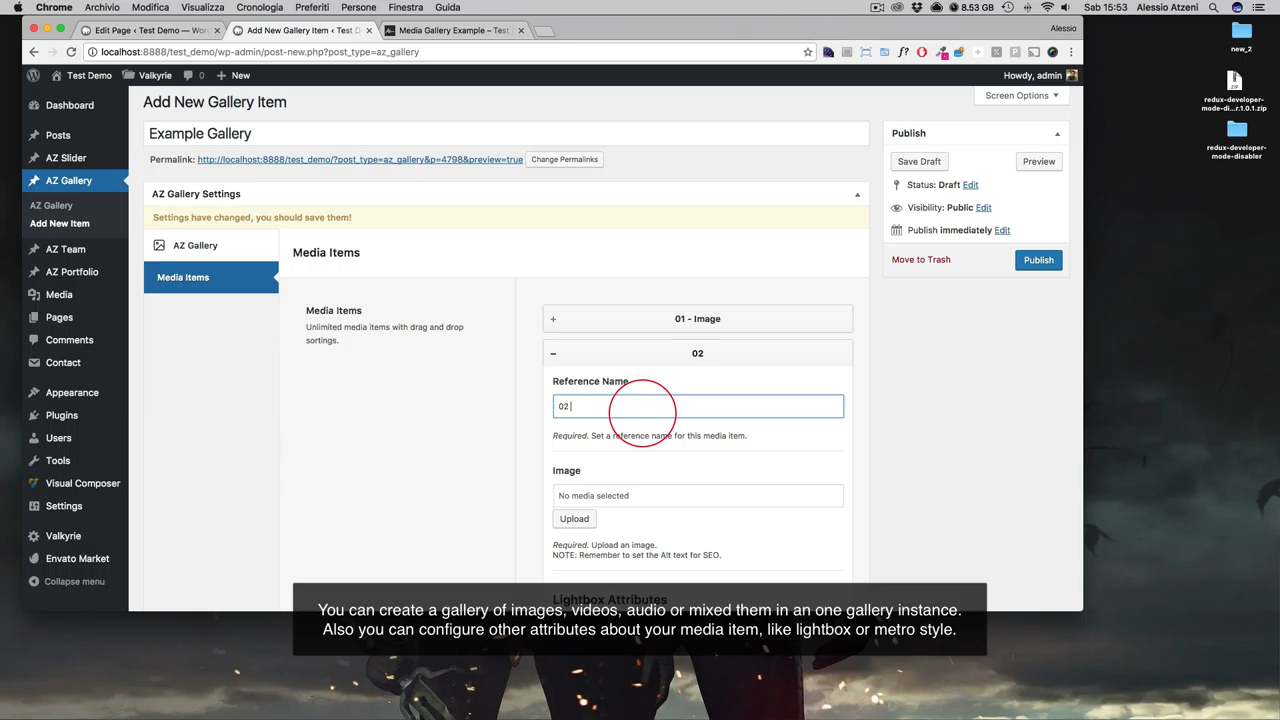 Chrome Archivio Modifica Visualizza Cronologia Preferiti Persone Finestra Guida 8.53 GB Sab 15:53 Alessio Atzeni
Edit Page ‹ Test Demo — Wor
Add New Gallery Item ‹ Test D
Media Gallery Example – Test
Alessio
localhost:8888/test_demo/wp-admin/post-new.php?post_type=az_gallery
Test Demo Valkyrie 0 New Howdy, admin
Dashboard
Posts
AZ Slider
AZ Gallery
AZ Gallery
Add New Item
AZ Team
AZ Portfolio
Media
Pages
Comments
Contact
Appearance
Plugins
Users
Tools
Visual Composer
Settings
Valkyrie
Envato Market
Collapse menu
Add New Gallery Item
Screen Options
Example Gallery
Permalink: http://localhost:8888/test_demo/?post_type=az_gallery&p=4798&preview=true Change Permalinks
AZ Gallery Settings
Settings have changed, you should save them!
AZ Gallery
Media Items
Media Items
Media Items
Unlimited media items with drag and drop
sortings.
+ 01 - Image
– 02
Reference Name
02
Required. Set a reference name for this media item.
Image
No media selected
Upload
Required. Upload an image.
NOTE: Remember to set the Alt text for SEO.
Lightbox Attributes
Publish
Save Draft Preview
Status: Draft Edit
Visibility: Public Edit
Publish immediately Edit
Move to Trash Publish
new_2
ZIP
redux-developer-
mode-di...r.1.0.1.zip
redux-developer-
mode-disabler
You can create a gallery of images, videos, audio or mixed them in an one gallery instance.
Also you can configure other attributes about your media item, like lightbox or metro style.